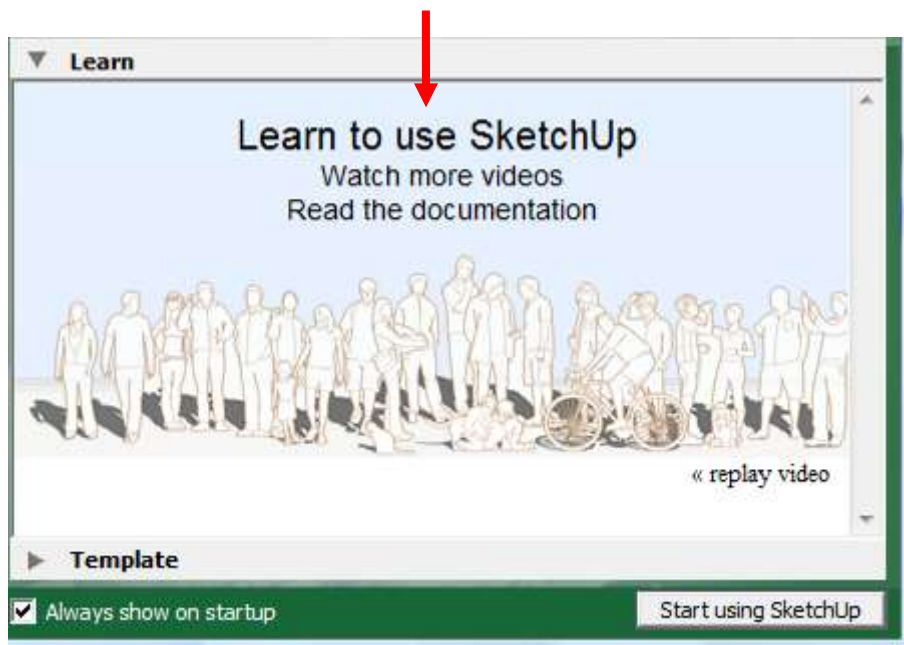 Learn
Learn to use SketchUp
Watch more videos
Read the documentation
« replay video
Template
Always show on startup
Start using SketchUp